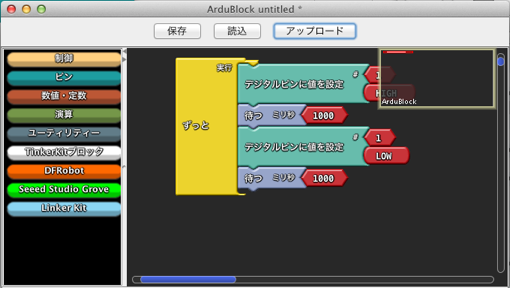 ArduBlock untitled *
保存
読込
アップロード
制御
ピン
数値・定数
演算
ユーティリティー
TinkerKitブロック
DFRobot
Seeed Studio Grove
Linker Kit
ずっと
実行
デジタルピンに値を設定
#
1
HIGH
待つ ミリ秒 1000
デジタルピンに値を設定
#
1
LOW
待つ ミリ秒 1000
ArduBlock